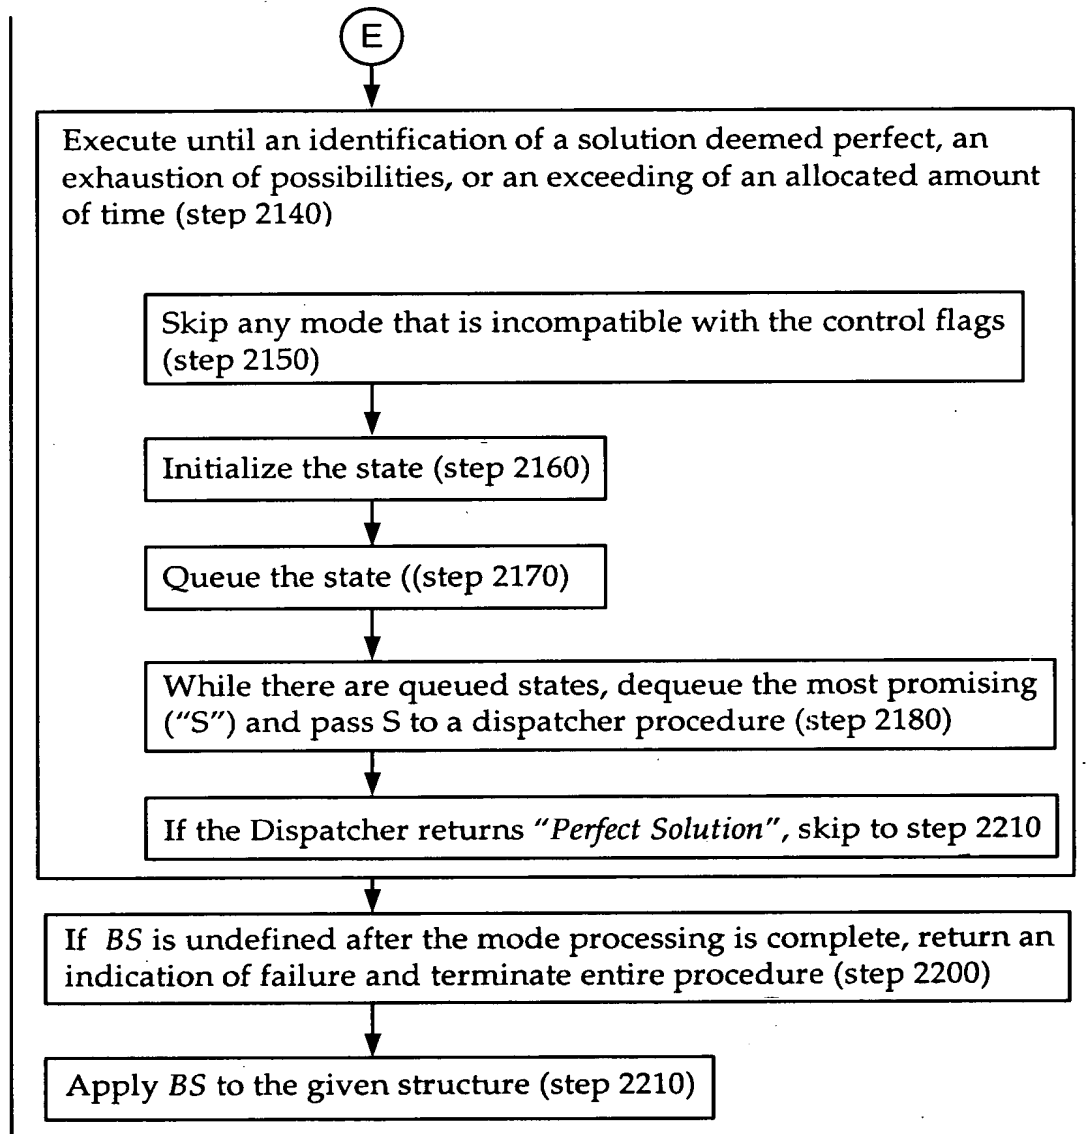 E
Execute until an identification of a solution deemed perfect, an
exhaustion of possibilities, or an exceeding of an allocated amount
of time (step 2140)
Skip any mode that is incompatible with the control flags
(step 2150)
Initialize the state (step 2160)
Queue the state ((step 2170)
While there are queued states, dequeue the most promising
("S") and pass S to a dispatcher procedure (step 2180)
If the Dispatcher returns "Perfect Solution", skip to step 2210
If BS is undefined after the mode processing is complete, return an
indication of failure and terminate entire procedure (step 2200)
Apply BS to the given structure (step 2210)